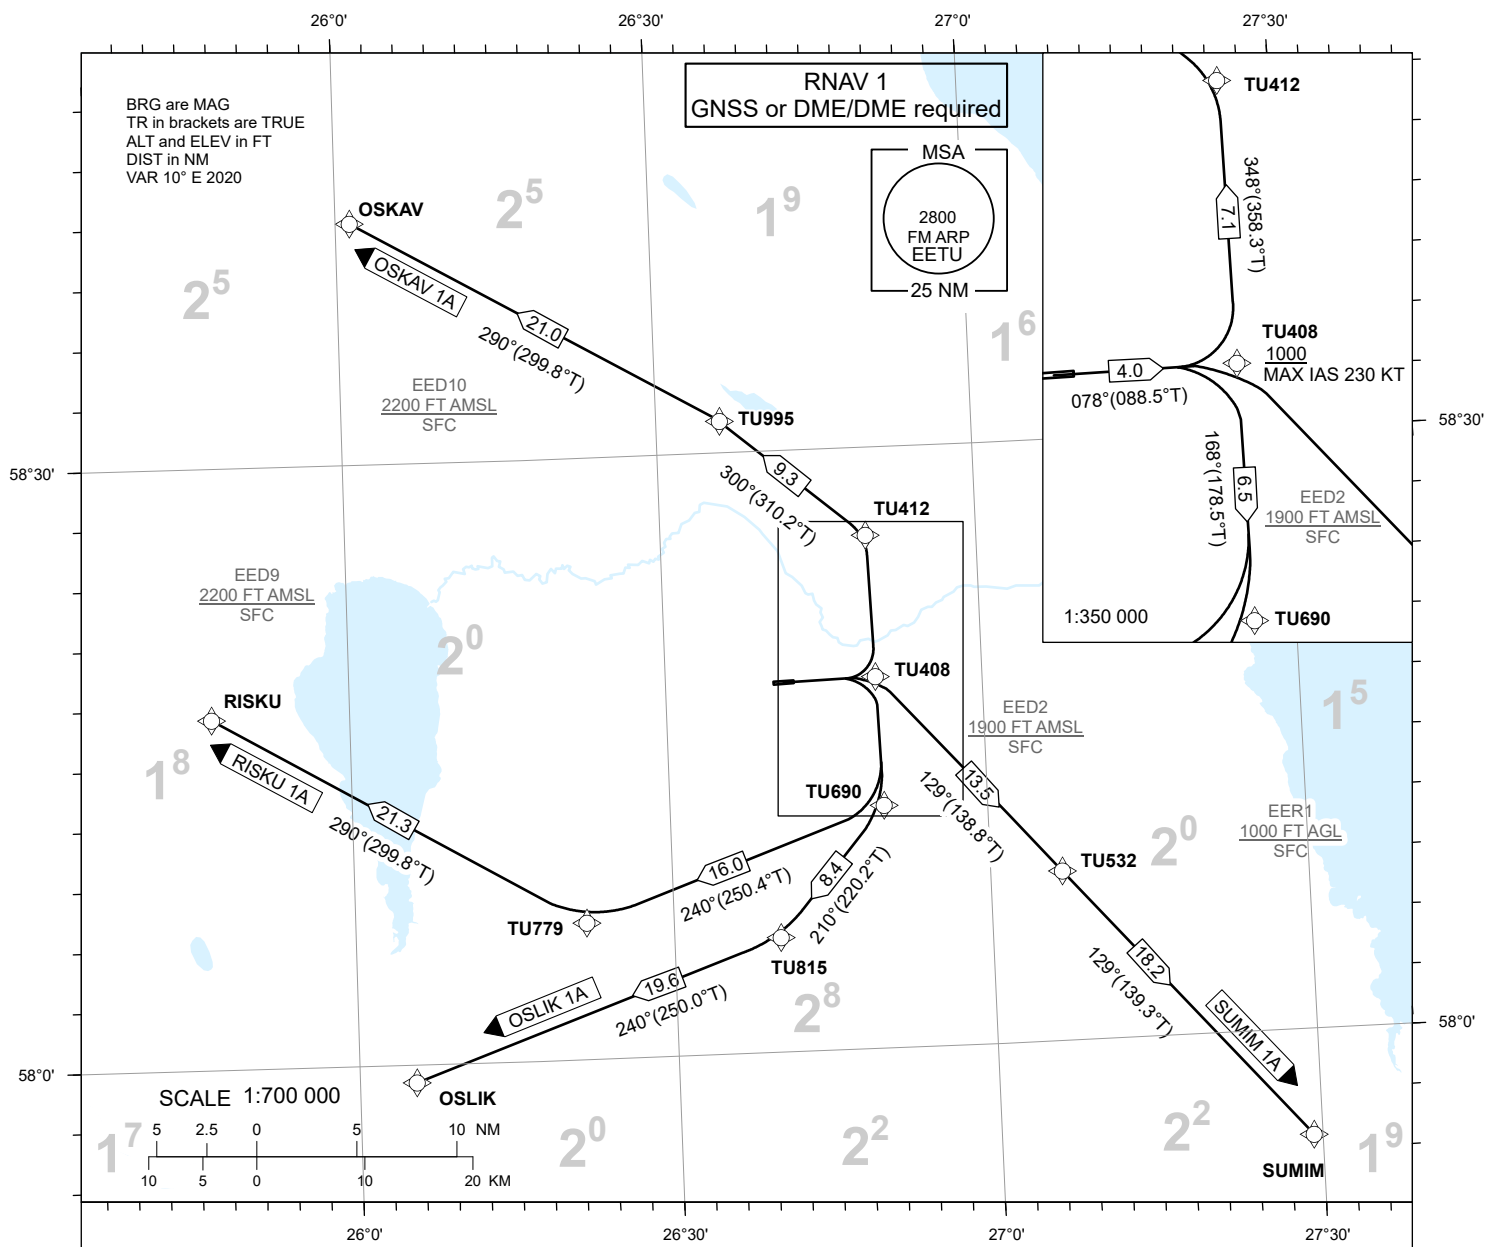 26°0'
26°30'
27°0'
27°30'
BRG are MAG
TR in brackets are TRUE
ALT and ELEV in FT
DIST in NM
VAR 10° E 2020
RNAV 1
GNSS or DME/DME required
MSA
2800
FM ARP
EETU
25 NM
TU412
348°(358.3°T)
7.1
TU408
1000
MAX IAS 230 KT
4.0
078°(088.5°T)
168°(178.5°T)
6.5
EED2
1900 FT AMSL
SFC
1:350 000
TU690
58°30'
OSKAV
OSKAV 1A
21.0
290°(299.8°T)
2⁵
1⁹
2⁵
1⁶
EED10
2200 FT AMSL
SFC
TU995
9.3
300°(310.2°T)
58°30'
TU412
EED9
2200 FT AMSL
SFC
2⁰
TU408
RISKU
RISKU 1A
1⁸
21.3
290°(299.8°T)
EED2
1900 FT AMSL
SFC
1⁵
TU690
13.5
129°(138.8°T)
EER1
1000 FT AGL
SFC
2⁰
16.0
240°(250.4°T)
8.4
210°(220.2°T)
TU532
TU779
TU815
18.2
129°(139.3°T)
19.6
240°(250.0°T)
OSLIK 1A
2⁸
SUMIM 1A
58°0'
58°0'
OSLIK
SCALE 1:700 000
5 2.5 0 5 10 NM
10 5 0 10 20 KM
1⁷
2⁰
2²
2²
1⁹
SUMIM
26°0'
26°30'
27°0'
27°30'